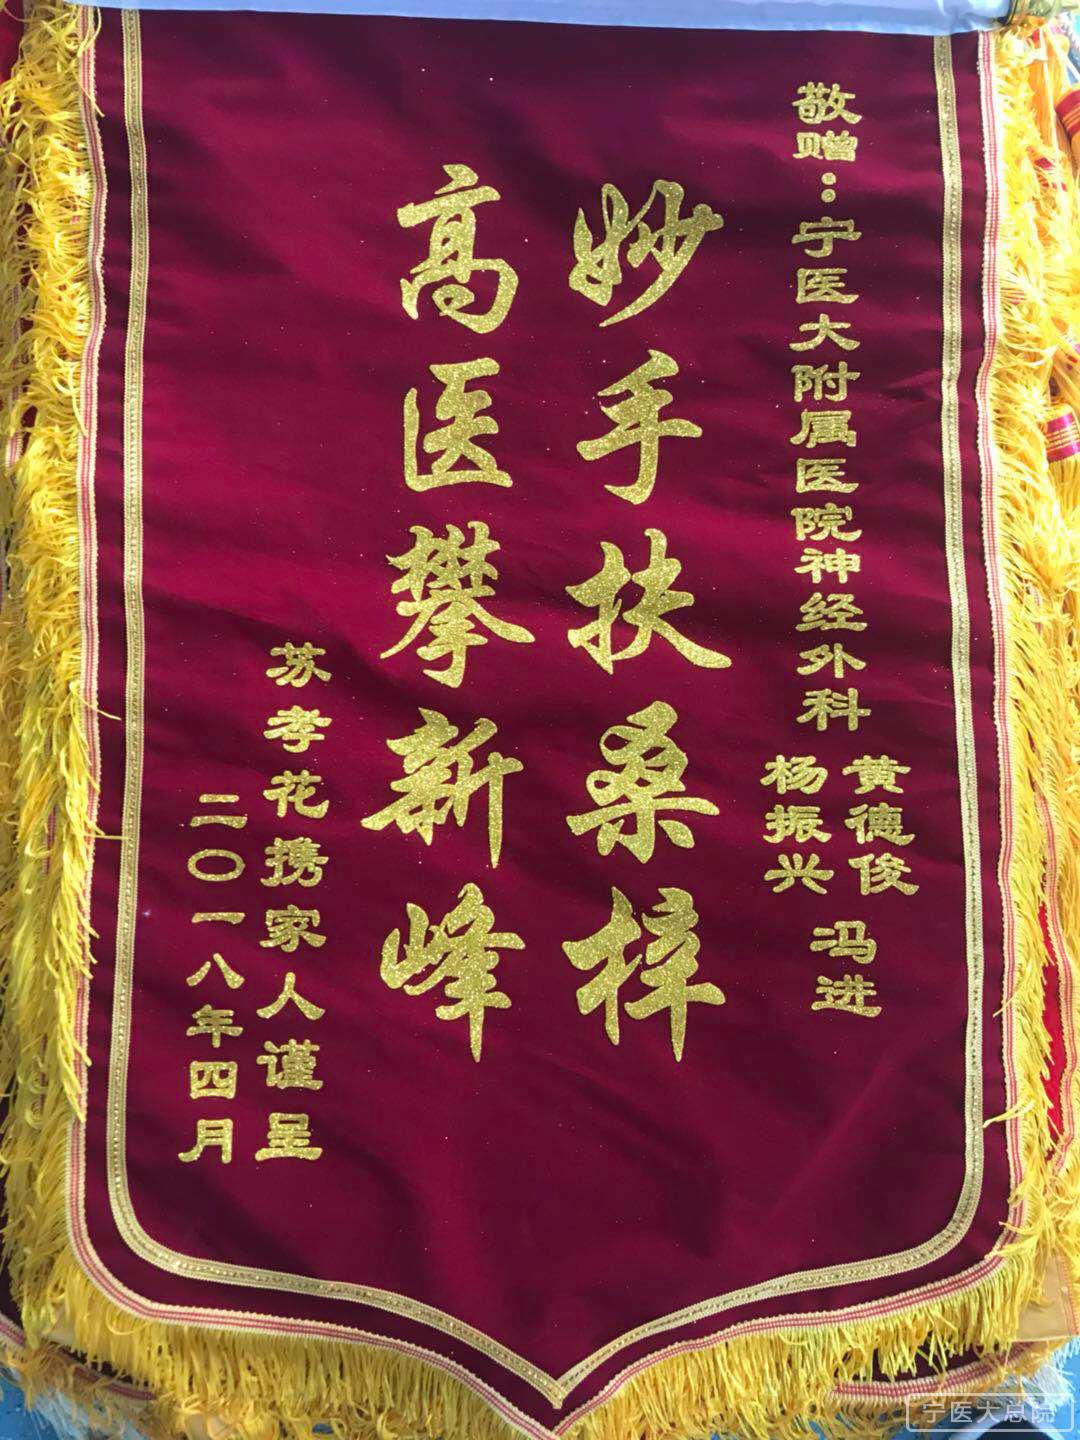 敬赠：宁医大附属医院神经外科
黄德俊
杨振兴
冯进
妙手扶桑梓
高医攀新峰
苏孝花携家人谨呈
二〇一八年四月
宁医大总院